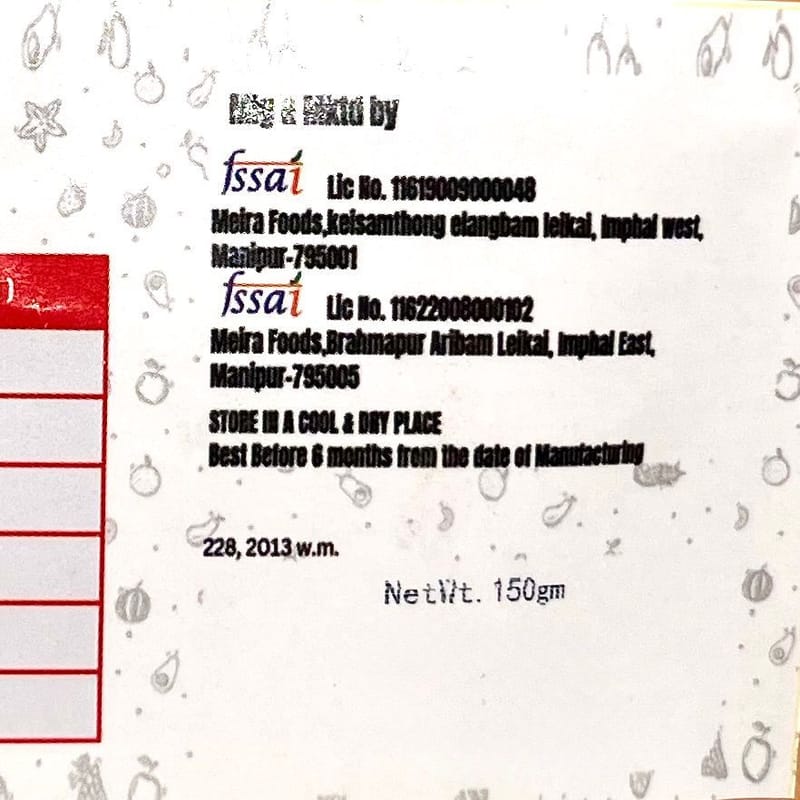 Mfg & Mktd by
fssai Lic No. 11619009000048
Meira Foods,keisamthong elangbam leikai, Imphal west,
Manipur-795001
fssai Lic No. 11622008000102
Meira Foods,Brahmapur Aribam Leikai, Imphal East,
Manipur-795005
STORE IN A COOL & DRY PLACE
Best Before 6 months from the date of Manufacturing
228, 2013 w.m.
NetWt. 150gm